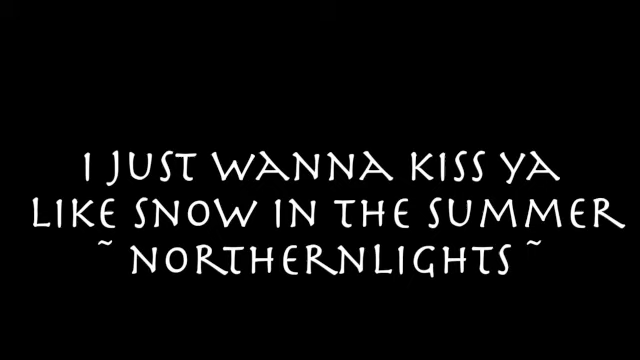 I JUST WANNA KISS YA
LIKE SNOW IN THE SUMMER
~ NORTHERNLIGHTS ~